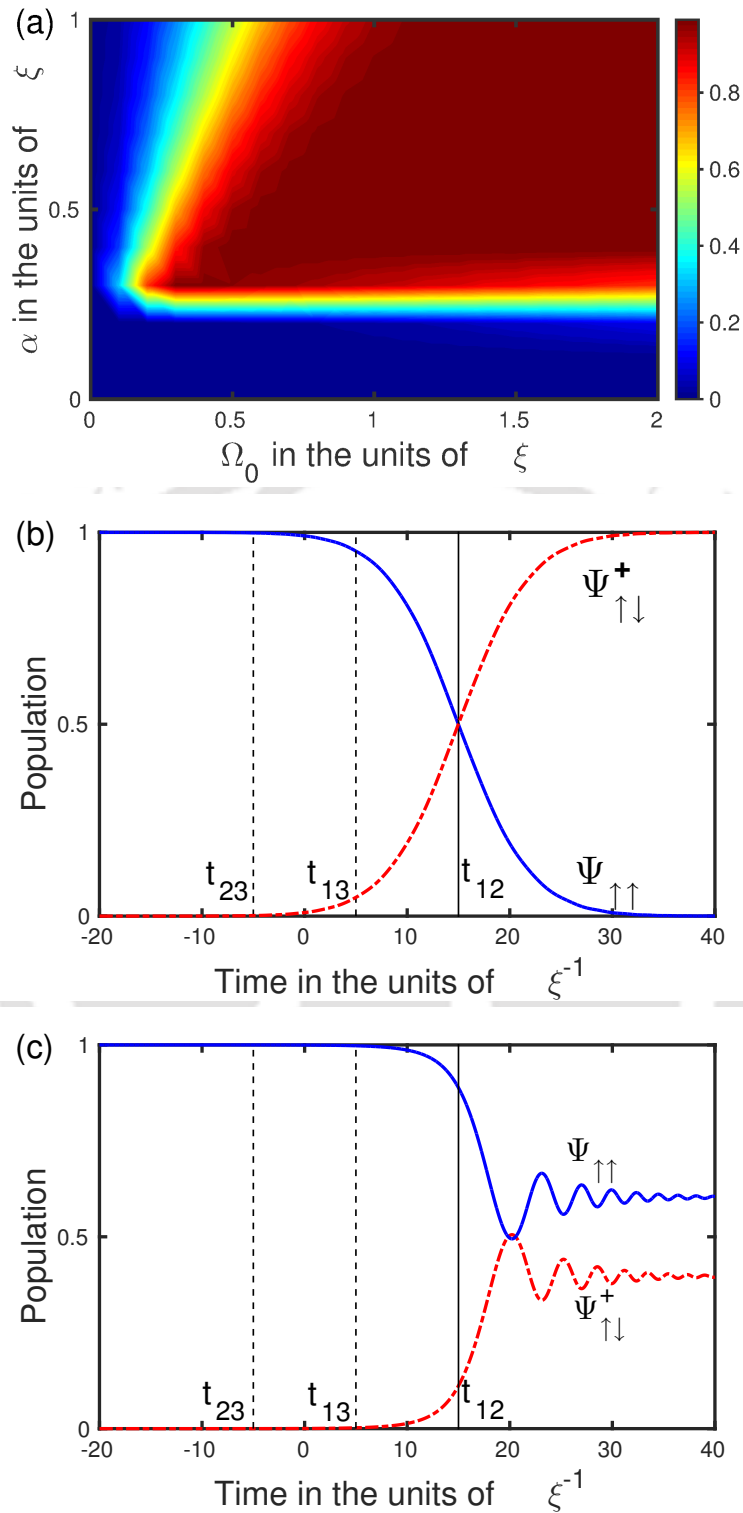 (a)
1
0.5
0
α in the units of ξ
0 0.5 1 1.5 2
Ω₀ in the units of ξ
0.8
0.6
0.4
0.2
0
(b)
1
0.5
0
Population
Ψ⁺↑↓
t₂₃ t₁₃ t₁₂ Ψ↑↑
-20 -10 0 10 20 30 40
Time in the units of ξ⁻¹
(c)
1
0.5
0
Population
Ψ↑↑
Ψ⁺↑↓
t₂₃ t₁₃ t₁₂
-20 -10 0 10 20 30 40
Time in the units of ξ⁻¹